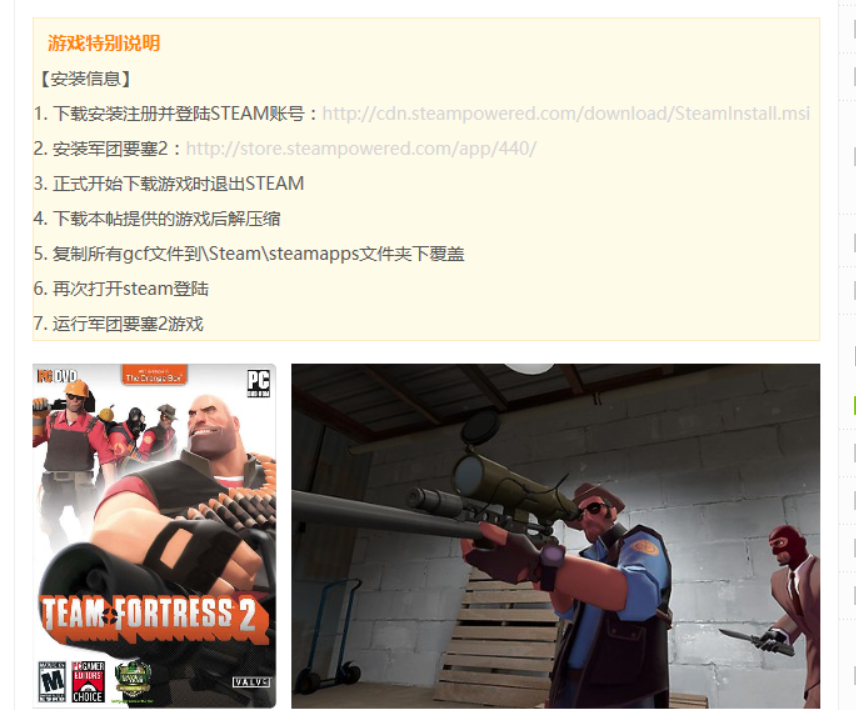 游戏特别说明
【安装信息】
1. 下载安装注册并登陆STEAM账号：http://cdn.steampowered.com/download/SteamInstall.msi
2. 安装军团要塞2：http://store.steampowered.com/app/440/
3. 正式开始下载游戏时退出STEAM
4. 下载本帖提供的游戏后解压缩
5. 复制所有gcf文件到\Steam\steamapps文件夹下覆盖
6. 再次打开steam登陆
7. 运行军团要塞2游戏
PC DVD
The Orange Box
PC
TEAM FORTRESS 2
M
PC GAMER
EDITORS'
CHOICE
VALVE